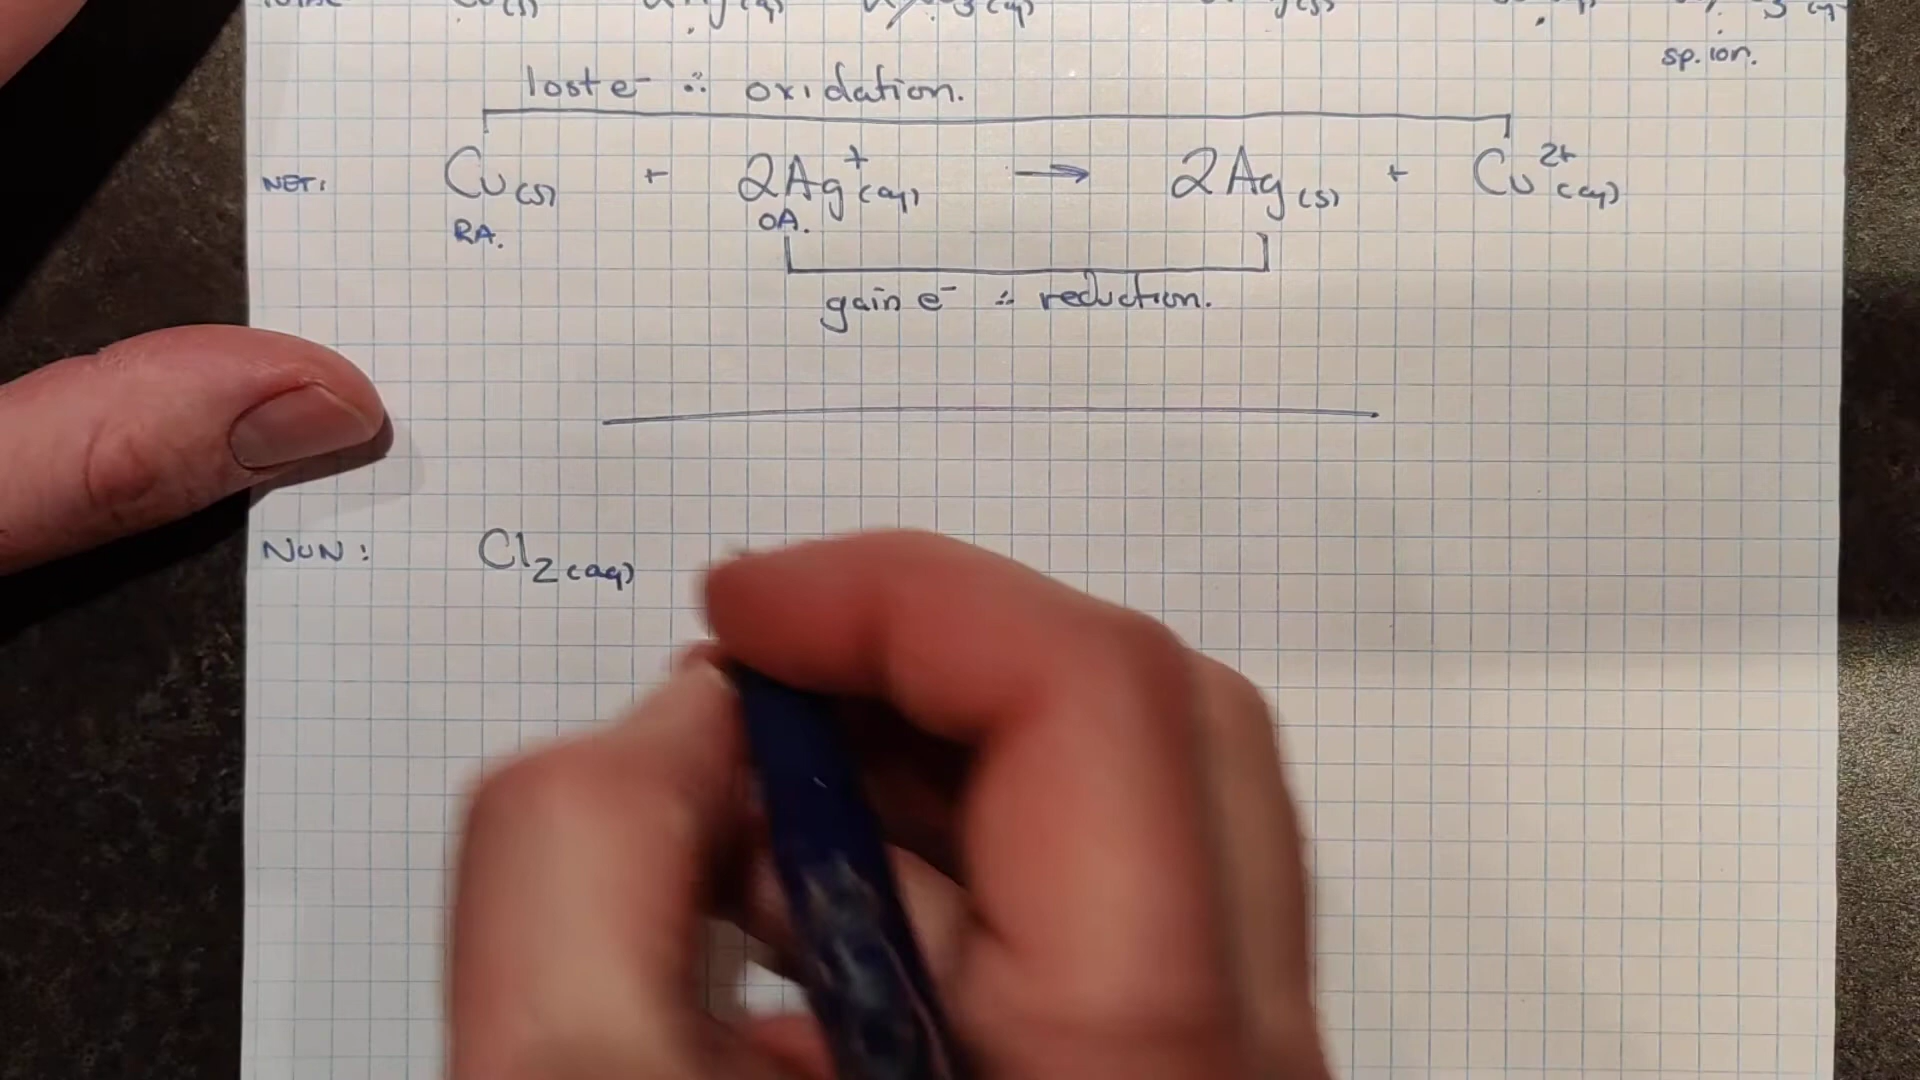 sp. ion.
lost e⁻ ∴ oxidation.
NET: Cu(s) + 2Ag⁺(aq) → 2Ag(s) + Cu²⁺(aq)
RA. OA.
gain e⁻ ∴ reduction.
NUN: Cl₂(aq)